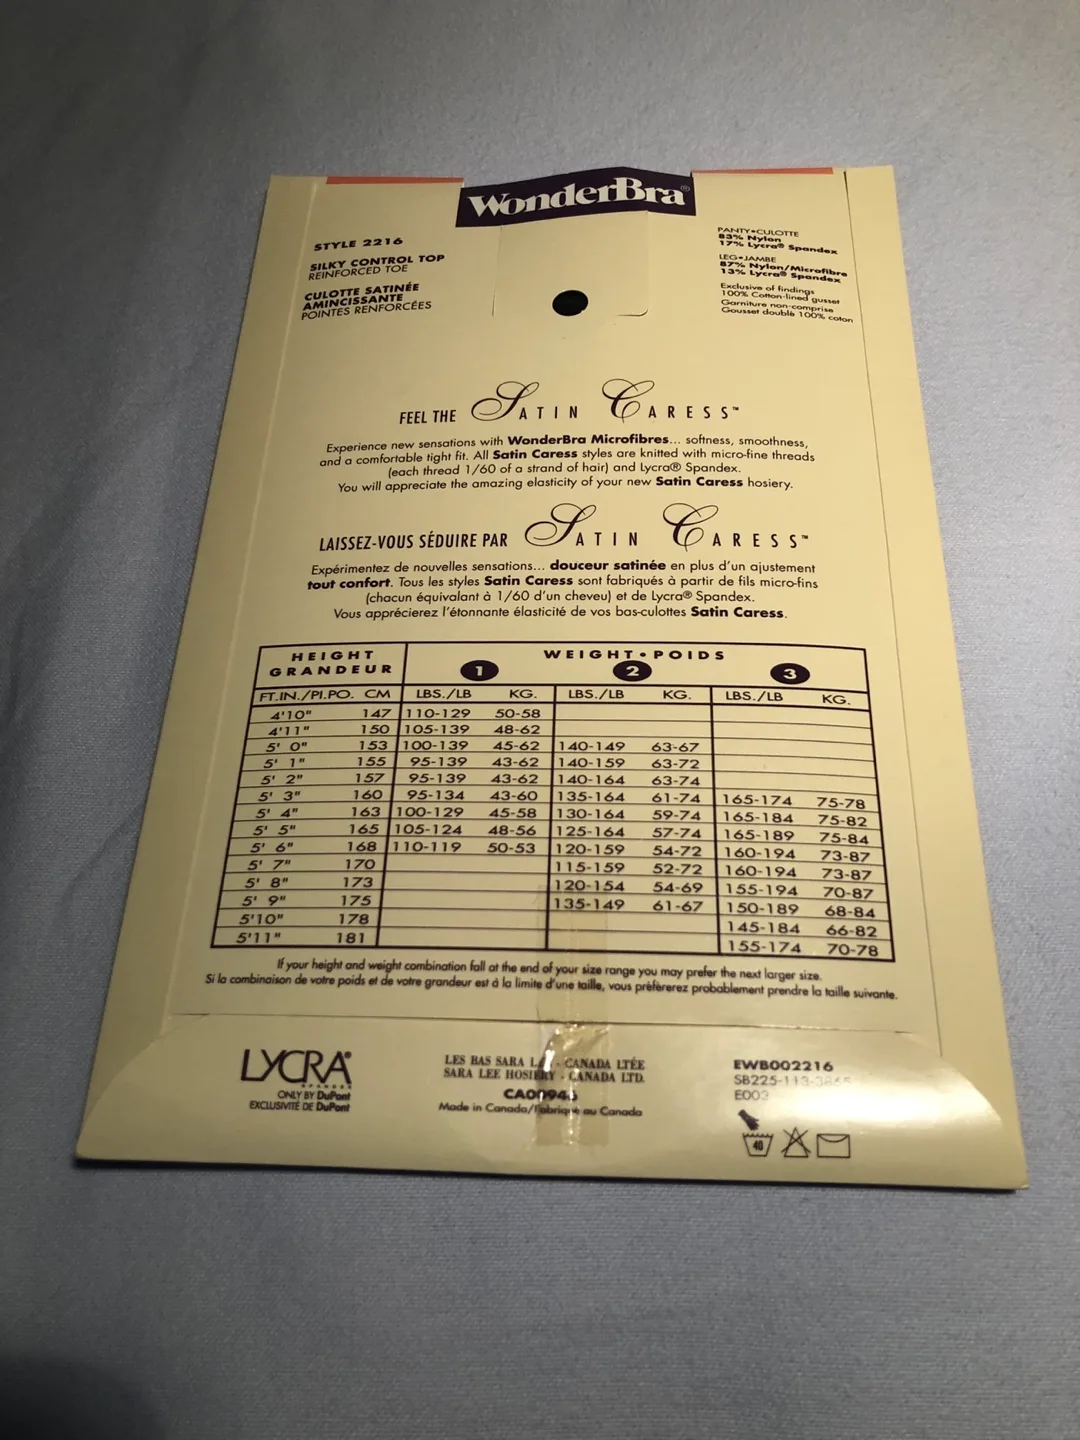 WonderBra®
STYLE 2216
SILKY CONTROL TOP
REINFORCED TOE
CULOTTE SATINÉE
AMINCISSANTE
POINTES RENFORCÉES
PANTY•CULOTTE
83% Nylon
17% Lycra® Spandex
LEG•JAMBE
87% Nylon/Microfibre
13% Lycra® Spandex
Exclusive of findings
100% Cotton-lined gusset
Garniture non-comprise
Gousset doublé 100% coton
FEEL THE SATIN CARESS™
Experience new sensations with WonderBra Microfibres... softness, smoothness,
and a comfortable tight fit. All Satin Caress styles are knitted with micro-fine threads
(each thread 1/60 of a strand of hair) and Lycra® Spandex.
You will appreciate the amazing elasticity of your new Satin Caress hosiery.
LAISSEZ-VOUS SÉDUIRE PAR SATIN CARESS™
Expérimentez de nouvelles sensations... douceur satinée en plus d'un ajustement
tout confort. Tous les styles Satin Caress sont fabriqués à partir de fils micro-fins
(chacun équivalant à 1/60 d'un cheveu) et de Lycra® Spandex.
Vous apprécierez l'étonnante élasticité de vos bas-culottes Satin Caress.
HEIGHT WEIGHT • POIDS
GRANDEUR 1 2 3
FT.IN./PI.PO. CM LBS./LB KG. LBS./LB KG. LBS./LB KG.
4'10" 147 110-129 50-58
4'11" 150 105-139 48-62
5' 0" 153 100-139 45-62 140-149 63-67
5' 1" 155 95-139 43-62 140-159 63-72
5' 2" 157 95-139 43-62 140-164 63-74
5' 3" 160 95-134 43-60 135-164 61-74 165-174 75-78
5' 4" 163 100-129 45-58 130-164 59-74 165-184 75-82
5' 5" 165 105-124 48-56 125-164 57-74 165-189 75-84
5' 6" 168 110-119 50-53 120-159 54-72 160-194 73-87
5' 7" 170 115-159 52-72 160-194 73-87
5' 8" 173 120-154 54-69 155-194 70-87
5' 9" 175 135-149 61-67 150-189 68-84
5'10" 178 145-184 66-82
5'11" 181 155-174 70-78
If your height and weight combination fall at the end of your size range you may prefer the next larger size.
Si la combinaison de votre poids et de votre grandeur est à la limite d'une taille, vous préférerez probablement prendre la taille suivante.
LYCRA®
SPANDEX
ONLY BY DuPont
EXCLUSIVITÉ DE DuPont
LES BAS SARA - CANADA LTÉE
SARA LEE HOSIERY - CANADA LTD.
CA00946
Made in Canada/Fabriqué au Canada
EWB002216
SB225-113-
E002
40